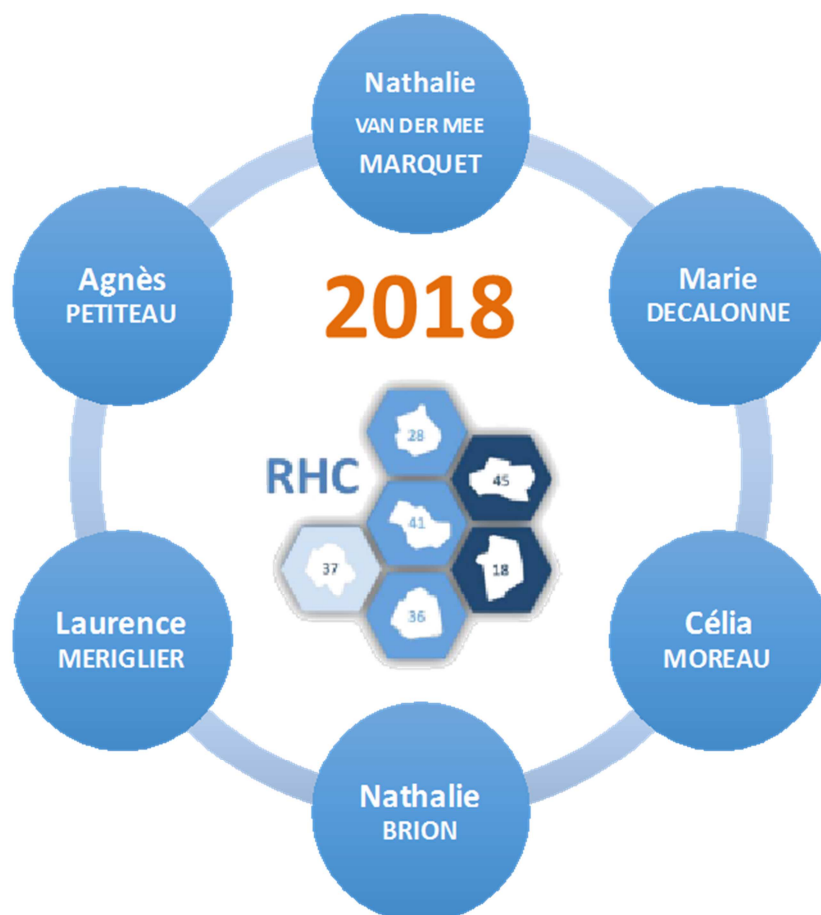 Nathalie
VAN DER MEE
MARQUET
Agnès
PETITEAU
2018
Marie
DECALONNE
28
RHC
45
41
37
18
36
Laurence
MERIGLIER
Célia
MOREAU
Nathalie
BRION